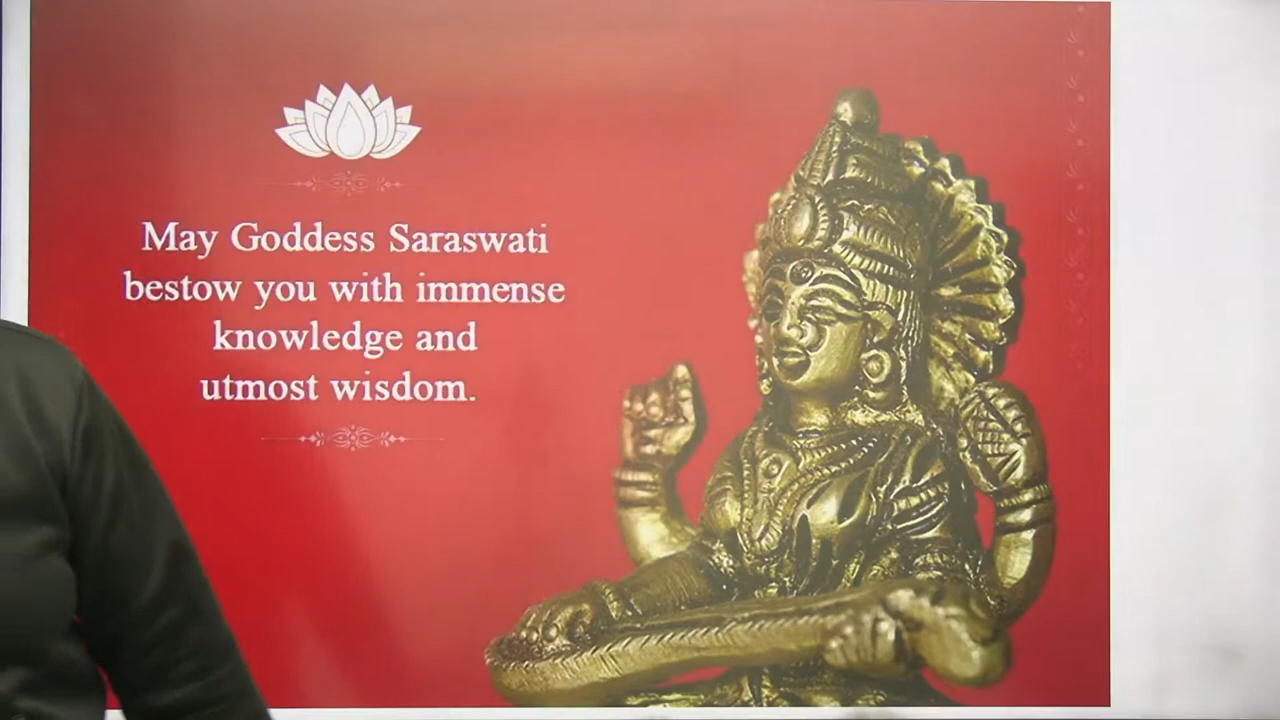 May Goddess Saraswati
bestow you with immense
knowledge and
utmost wisdom.